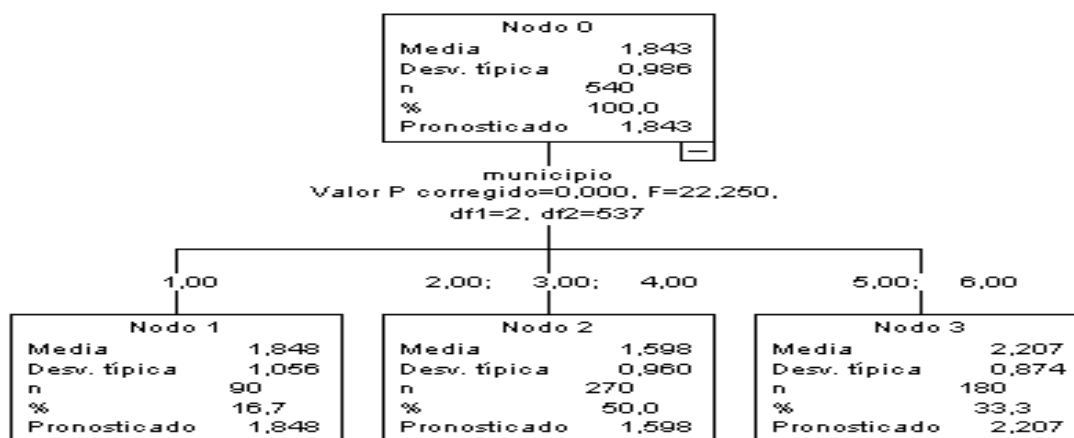 Nodo 0
Media 1,843
Desv. típica 0,986
n 540
% 100,0
Pronosticado 1,843
municipio
Valor P corregido=0,000, F=22,250,
df1=2, df2=537
1,00
2,00; 3,00; 4,00
5,00; 6,00
Nodo 1
Media 1,848
Desv. típica 1,056
n 90
% 16,7
Pronosticado 1,848
Nodo 2
Media 1,598
Desv. típica 0,960
n 270
% 50,0
Pronosticado 1,598
Nodo 3
Media 2,207
Desv. típica 0,874
n 180
% 33,3
Pronosticado 2,207